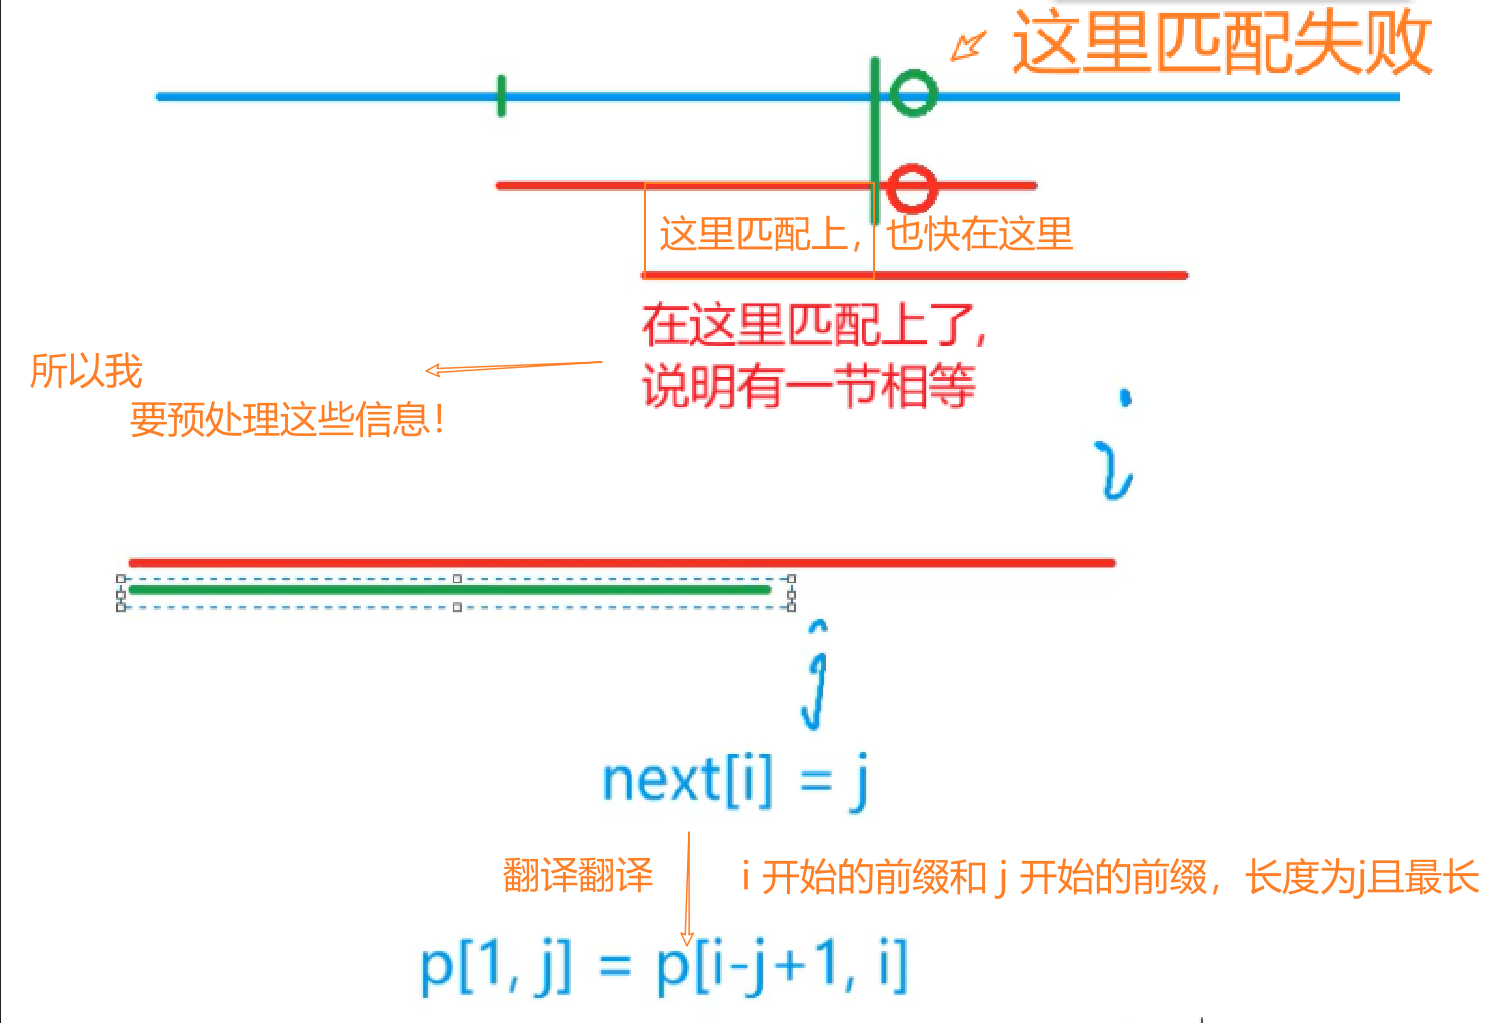 这里匹配失败
这里匹配上，也快在这里
在这里匹配上了,
说明有一节相等
所以我
要预处理这些信息！
i
j
next[i] = j
翻译翻译
i 开始的前缀和 j 开始的前缀，长度为j且最长
p[1, j] = p[i-j+1, i]